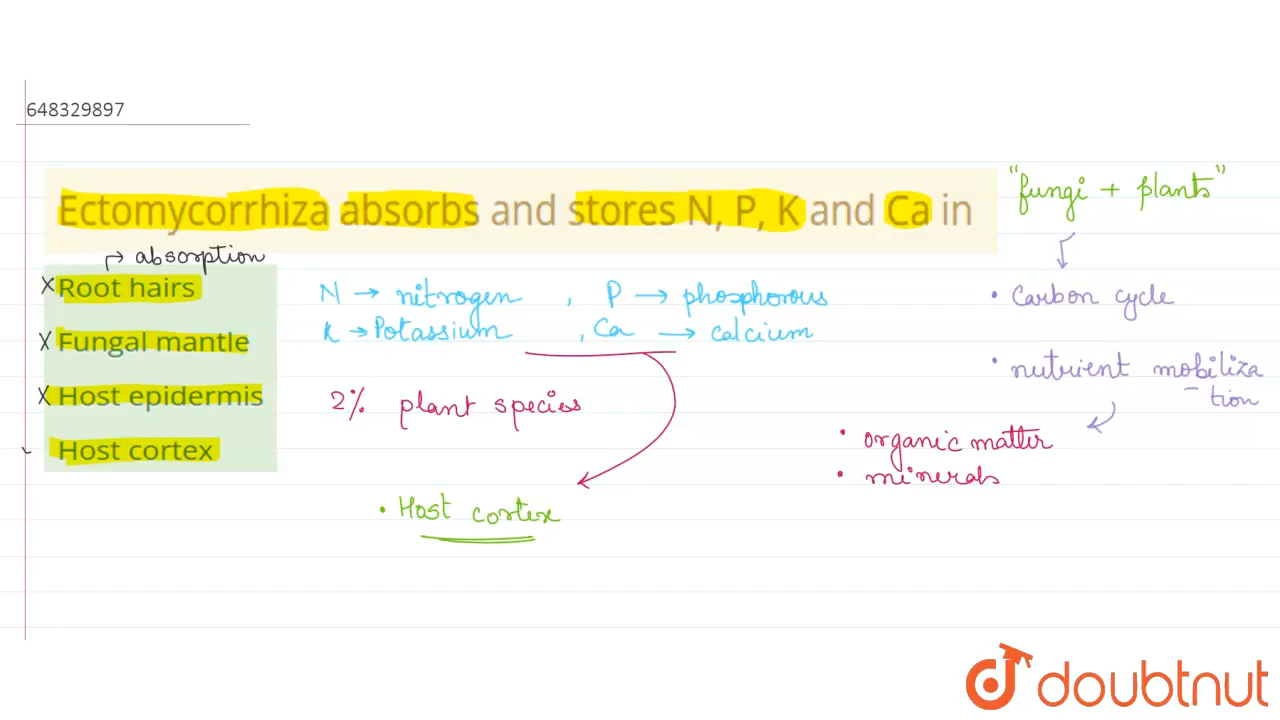 648329897
Ectomycorrhiza absorbs and stores N, P, K and Ca in
absorption
X Root hairs
X Fungal mantle
X Host epidermis
Host cortex
N → nitrogen , P → phosphorous
K → Potassium , Ca → calcium
2% plant species
• Host cortex
"fungi + plants"
• Carbon cycle
• nutrient mobiliza
tion
• organic matter
• minerals
doubtnut